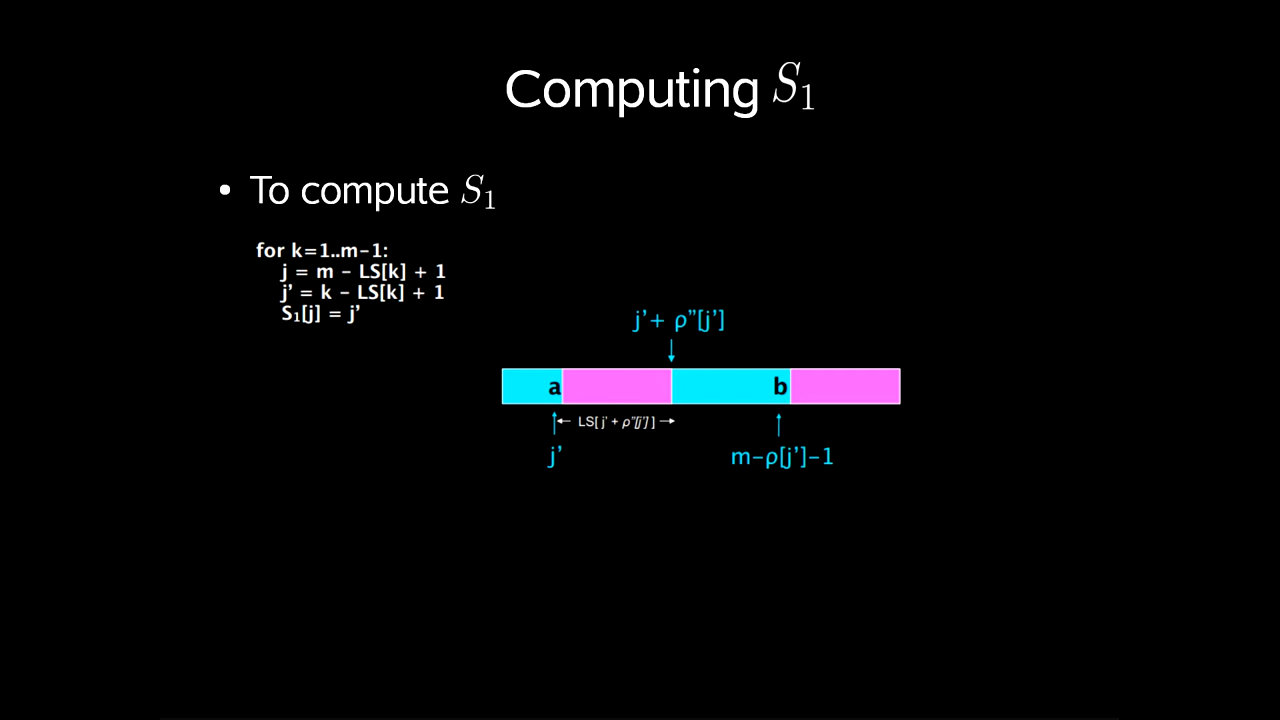 Computing S₁
• To compute S₁
for k=1..m-1:
j = m - LS[k] + 1
j' = k - LS[k] + 1
S₁[j] = j'
j'+ ρ"[j']
a b
LS[ j' + ρ"[j'] ]
j' m-ρ[j']-1